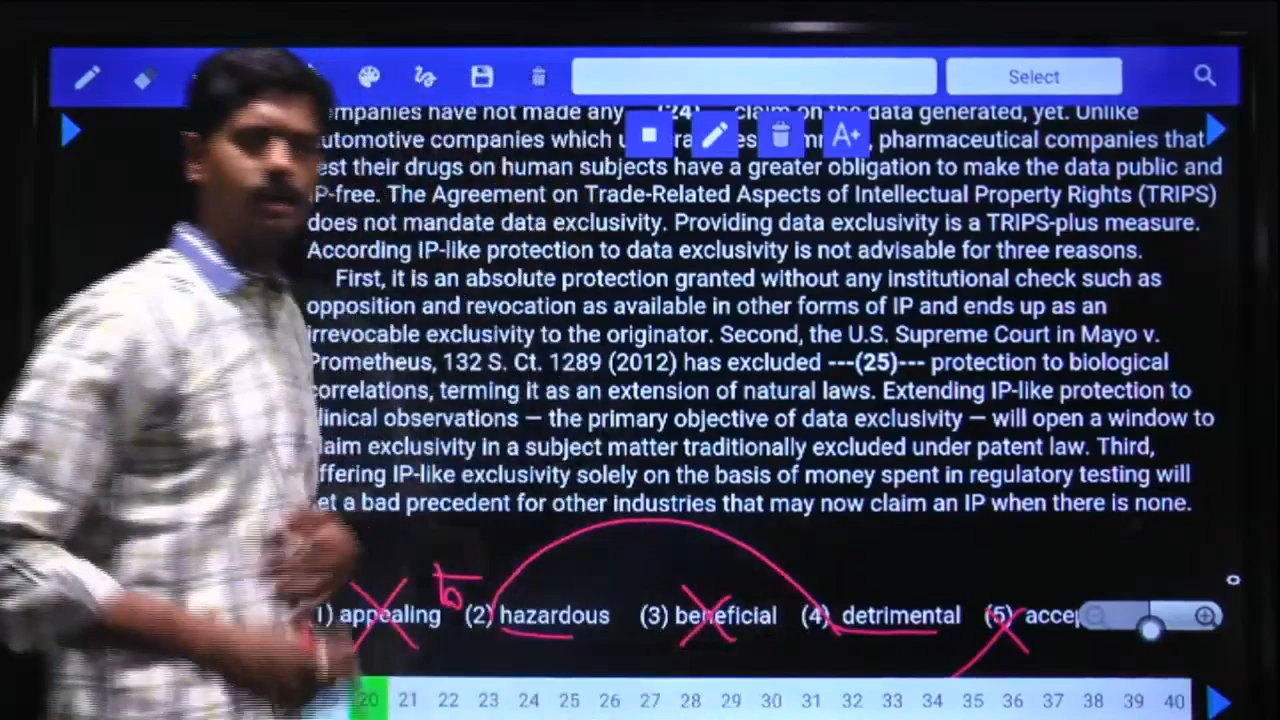 Select
companies have not made any ---(24)--- claim on the data generated, yet. Unlike
automotive companies which , pharmaceutical companies that
test their drugs on human subjects have a greater obligation to make the data public and
IP-free. The Agreement on Trade-Related Aspects of Intellectual Property Rights (TRIPS)
does not mandate data exclusivity. Providing data exclusivity is a TRIPS-plus measure.
According IP-like protection to data exclusivity is not advisable for three reasons.
First, it is an absolute protection granted without any institutional check such as
opposition and revocation as available in other forms of IP and ends up as an
irrevocable exclusivity to the originator. Second, the U.S. Supreme Court in Mayo v.
Prometheus, 132 S. Ct. 1289 (2012) has excluded ---(25)--- protection to biological
correlations, terming it as an extension of natural laws. Extending IP-like protection to
clinical observations — the primary objective of data exclusivity — will open a window to
claim exclusivity in a subject matter traditionally excluded under patent law. Third,
offering IP-like exclusivity solely on the basis of money spent in regulatory testing will
set a bad precedent for other industries that may now claim an IP when there is none.
1) appealing (2) hazardous (3) beneficial (4) detrimental (5)
20 21 22 23 24 25 26 27 28 29 30 31 32 33 34 35 36 37 38 39 40